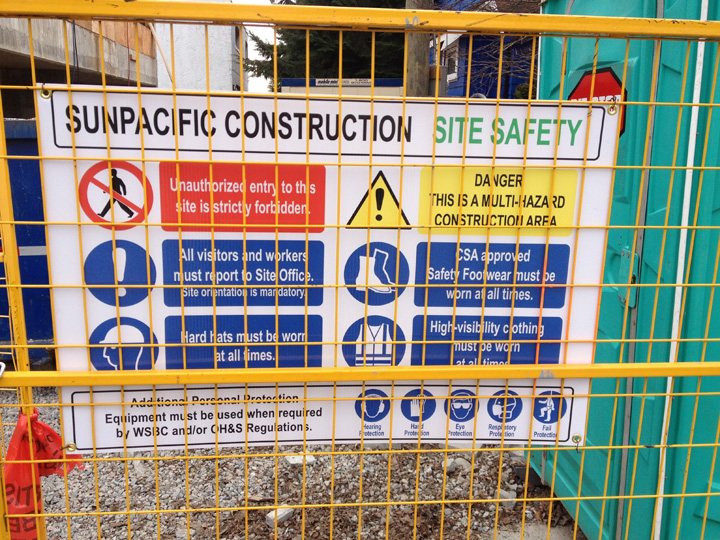 SUNPACIFIC CONSTRUCTION SITE SAFETY
Unauthorized entry to this
site is strictly forbidden.
DANGER
THIS IS A MULTI-HAZARD
CONSTRUCTION AREA
All visitors and workers
must report to Site Office.
Site orientation is mandatory.
CSA approved
Safety Footwear must be
worn at all times.
Hard hats must be worn
at all times.
High-visibility clothing
must be worn
at all times
Additional Personal Protection
Equipment must be used when required
by WSBC and/or OH&S Regulations.
Hearing
Protection
Hand
Protection
Eye
Protection
Respiratory
Protection
Fall
Protection